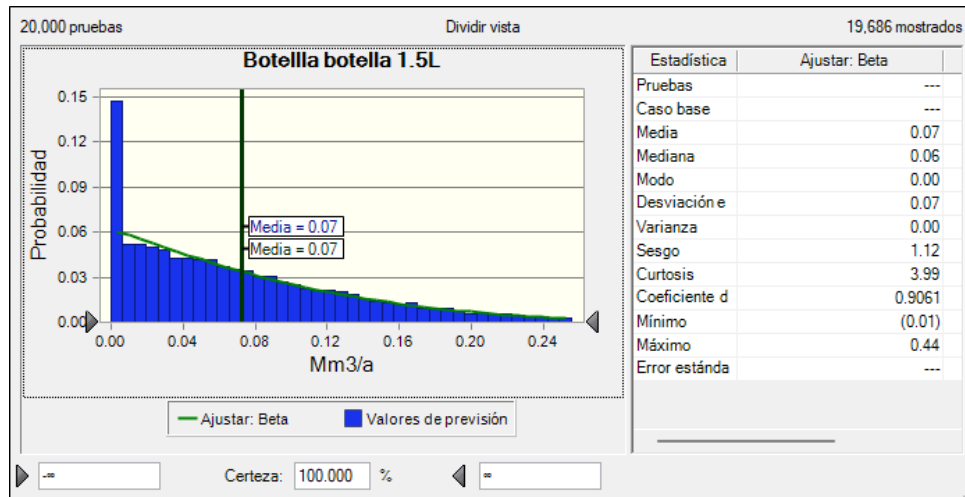 20,000 pruebas Dividir vista 19,686 mostrados
Botellla botella 1.5L
Probabilidad
0.15
0.12
0.09
0.06
0.03
0.00
Media = 0.07
Media = 0.07
0.00 0.04 0.08 0.12 0.16 0.20 0.24
Mm3/a
Ajustar: Beta Valores de previsión
Estadística Ajustar: Beta
Pruebas ---
Caso base ---
Media 0.07
Mediana 0.06
Modo 0.00
Desviación e 0.07
Varianza 0.00
Sesgo 1.12
Curtosis 3.99
Coeficiente d 0.9061
Mínimo (0.01)
Máximo 0.44
Error estánda ---
-∞ Certeza: 100.000 % ∞